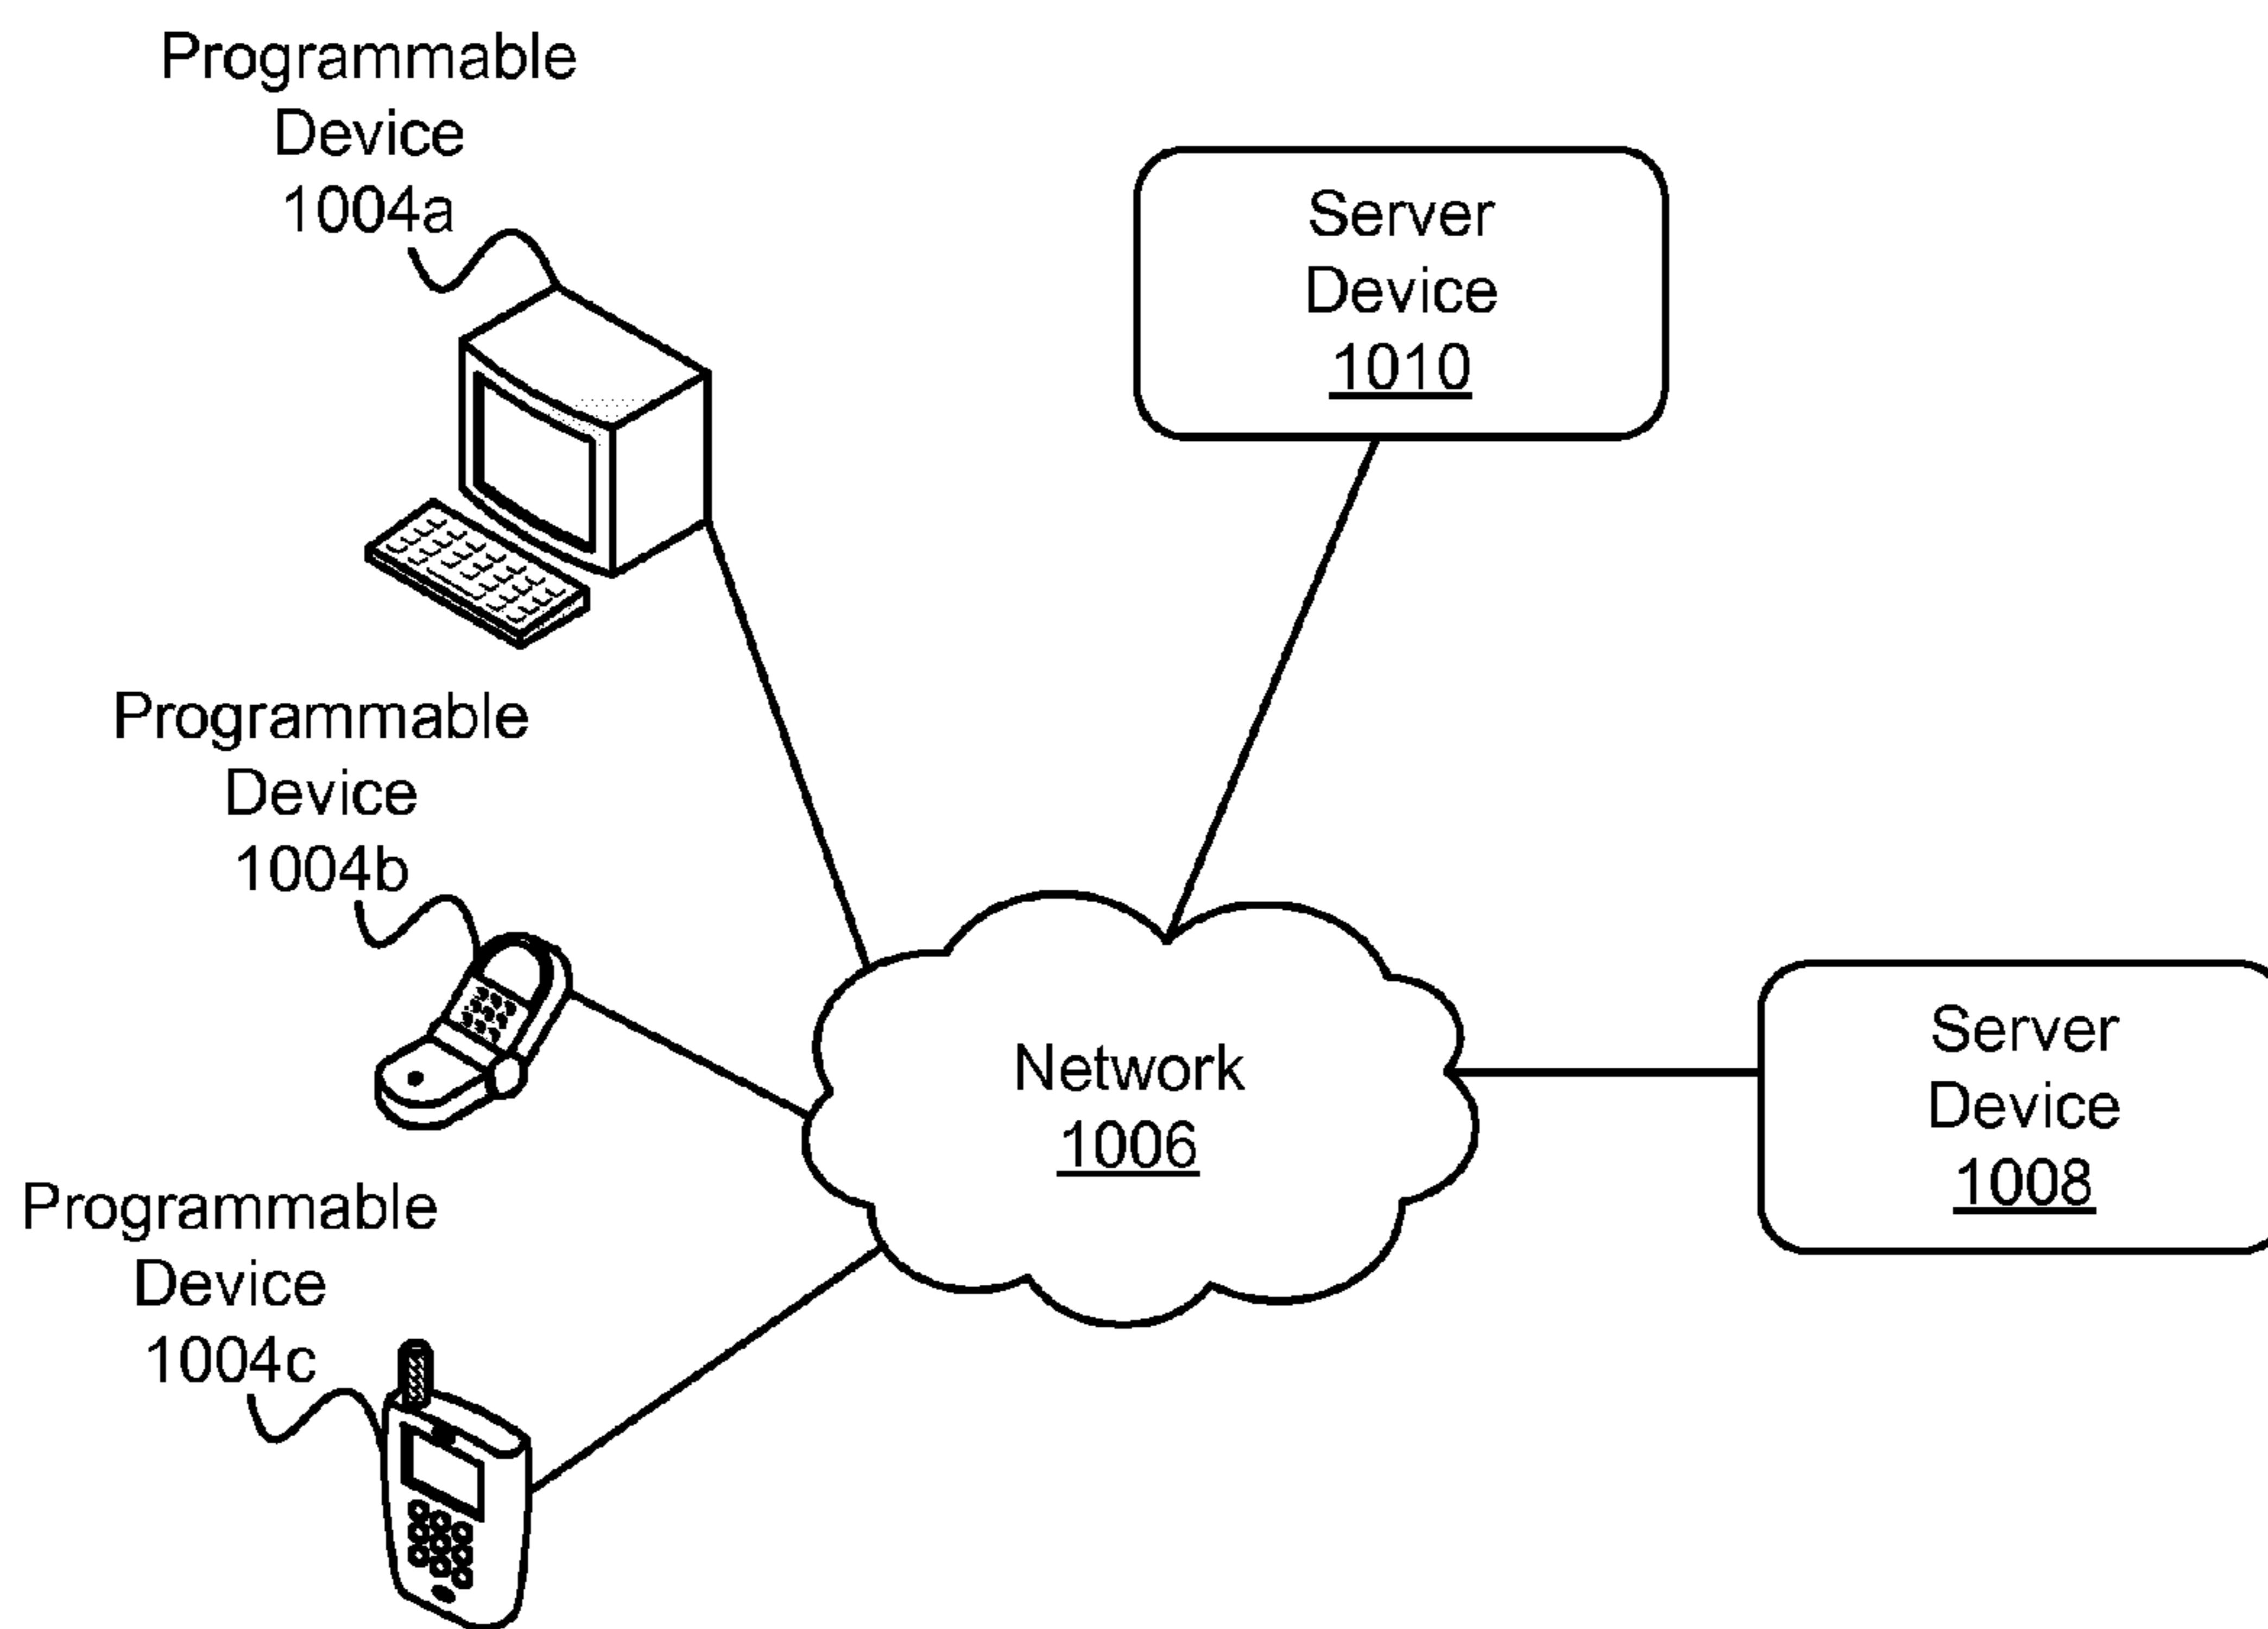 Programmable
Device
1004a
Server
Device
1010
Programmable
Device
1004b
Network
1006
Server
Device
1008
Programmable
Device
1004c